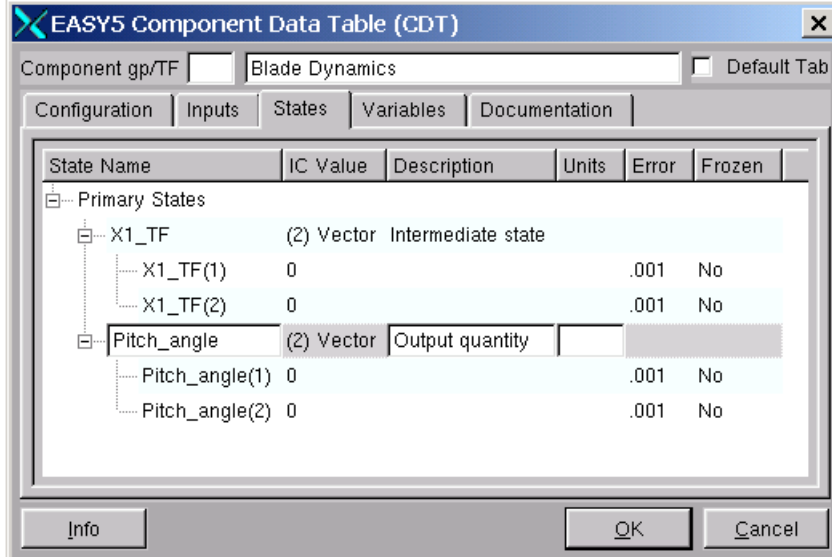 EASY5 Component Data Table (CDT)
Component gp/TF Blade Dynamics Default Tab
Configuration Inputs States Variables Documentation
State Name IC Value Description Units Error Frozen
Primary States
X1_TF (2) Vector Intermediate state
X1_TF(1) 0 .001 No
X1_TF(2) 0 .001 No
Pitch_angle (2) Vector Output quantity
Pitch_angle(1) 0 .001 No
Pitch_angle(2) 0 .001 No
Info OK Cancel